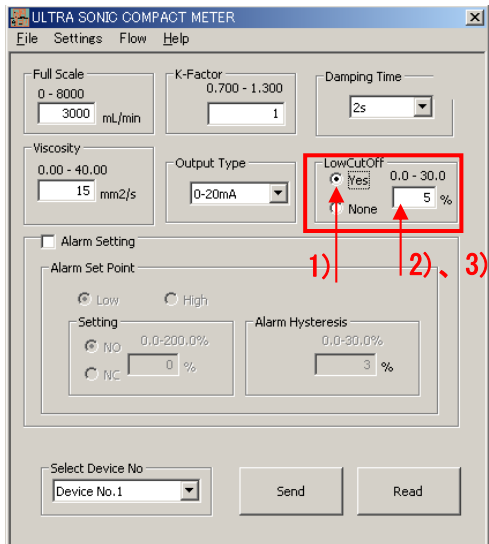 ULTRA SONIC COMPACT METER
File Settings Flow Help
Full Scale
0 - 8000
3000 mL/min
K-Factor
0.700 - 1.300
1
Damping Time
2s
Viscosity
0.00 - 40.00
15 mm2/s
Output Type
0-20mA
LowCutOff
Yes
0.0 - 30.0
5 %
None
1)
2)、3)
Alarm Setting
Alarm Set Point
Low High
Setting
NO
0.0-200.0%
0 %
NC
Alarm Hysteresis
0.0-30.0%
3 %
Select Device No
Device No.1
Send
Read